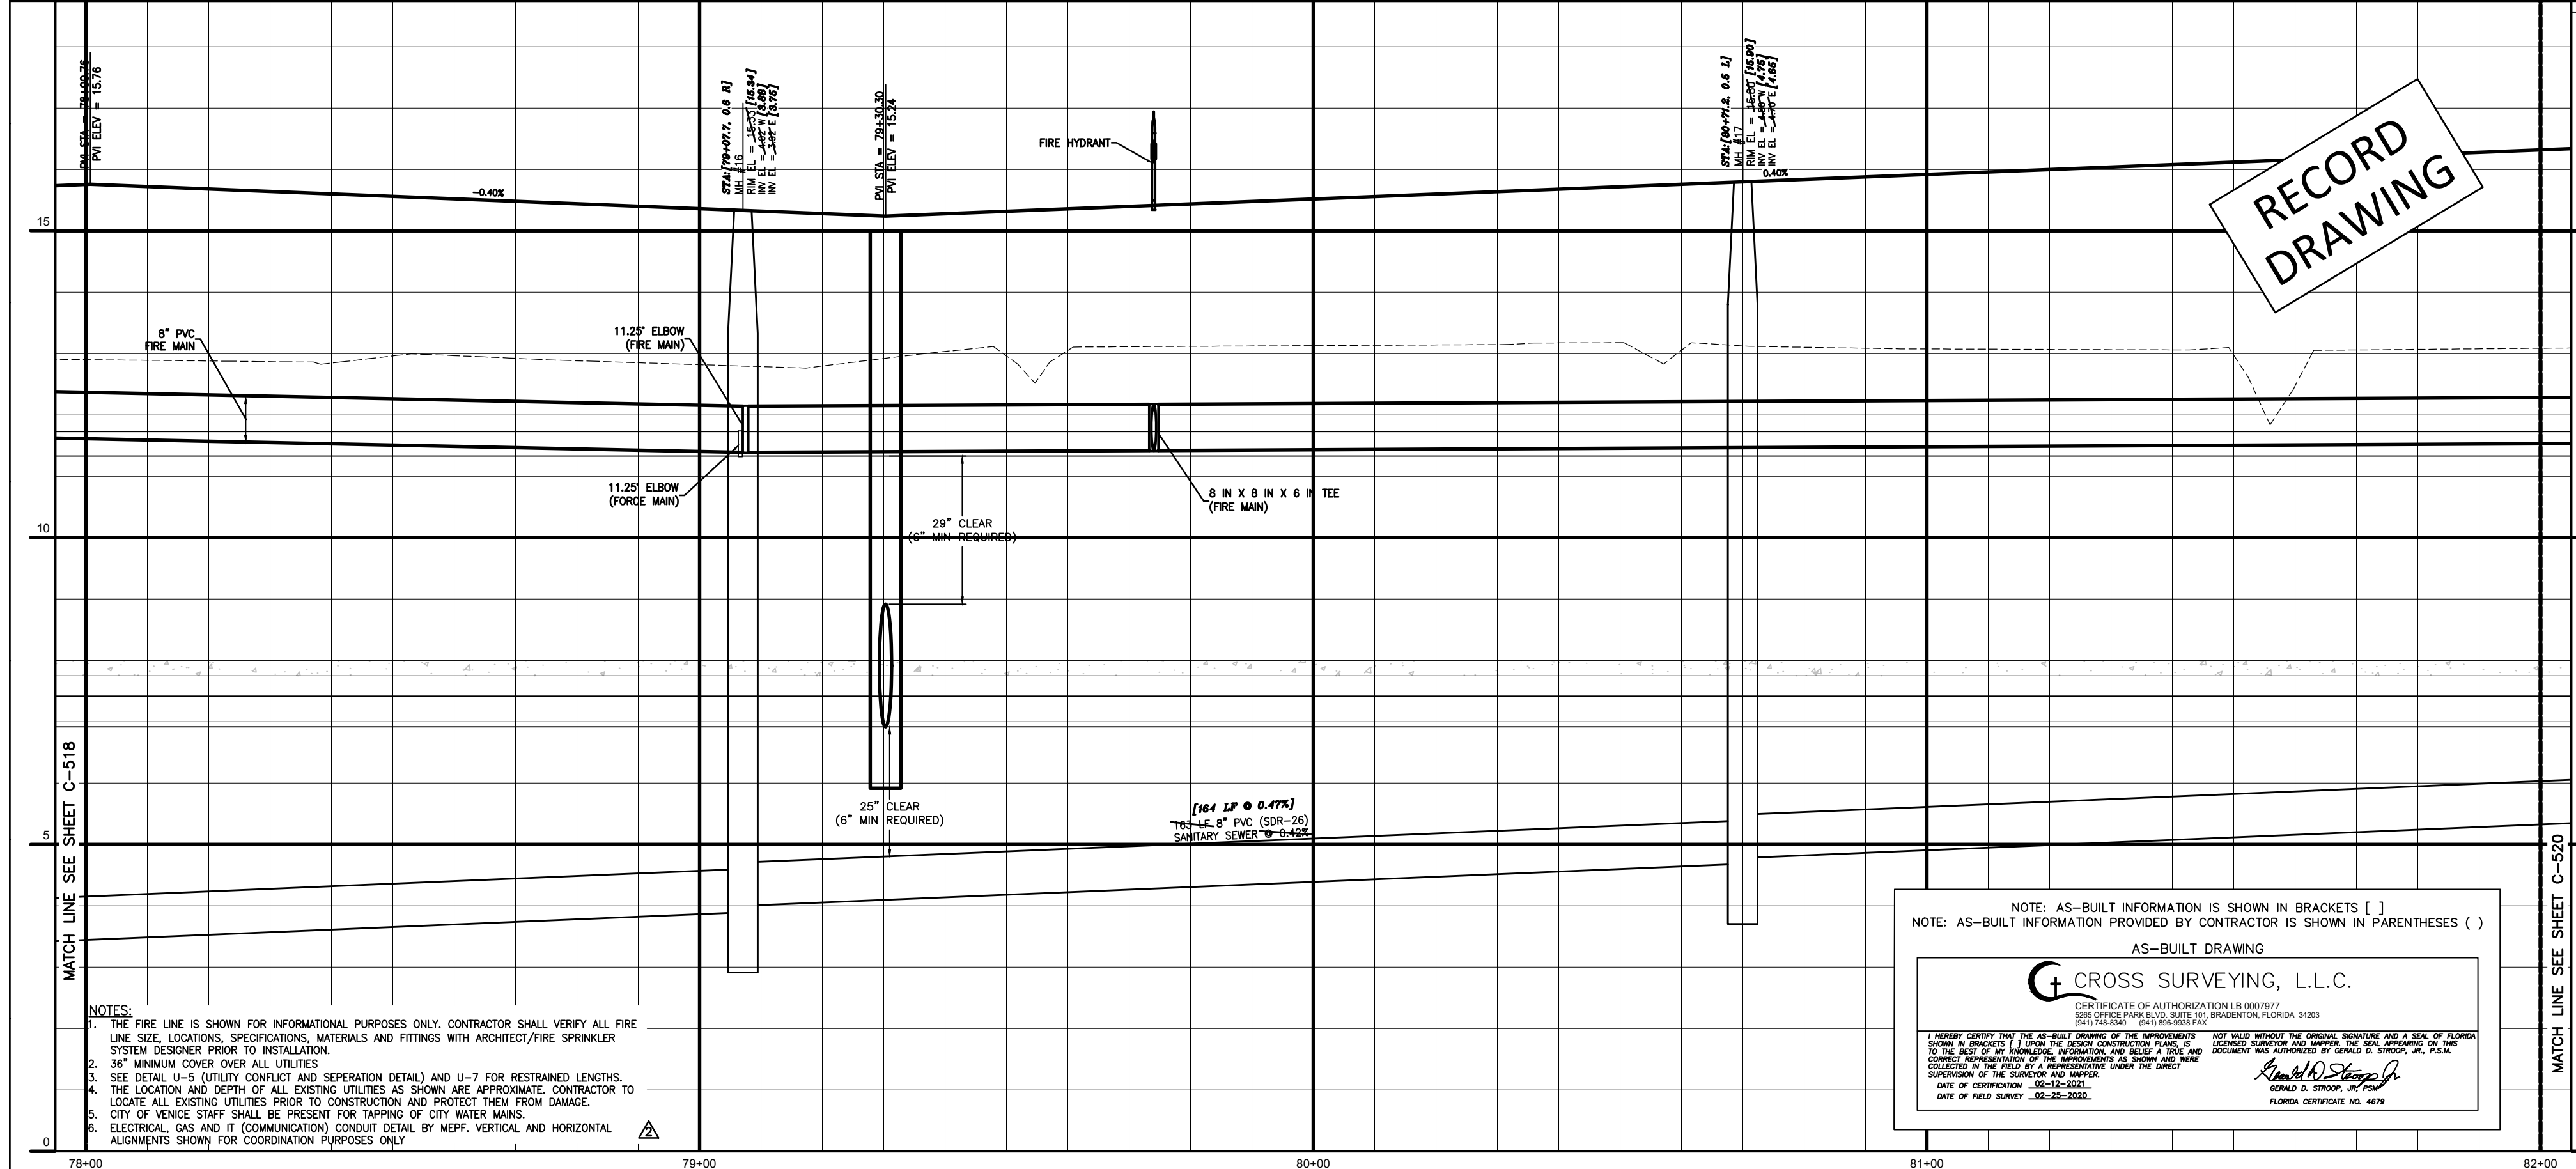 PVI STA = 78+00.76
PVI ELEV = 15.76
-0.40%
STA:[79+07.7, 0.6 R]
MH #16
RIM EL = 15.33 [15.34]
INV EL = 4.02 W [3.88]
INV EL = 3.92 E [3.75]
PVI STA = 79+30.30
PVI ELEV = 15.24
FIRE HYDRANT
STA:[80+71.2, 0.5 L]
MH #17
RIM EL = 15.80 [15.90]
INV EL = 4.80 W [4.75]
INV EL = 4.70 E [4.65]
0.40%
RECORD
DRAWING
15
8" PVC
FIRE MAIN
11.25° ELBOW
(FIRE MAIN)
11.25° ELBOW
(FORCE MAIN)
8 IN X 8 IN X 6 IN TEE
(FIRE MAIN)
29" CLEAR
(6" MIN REQUIRED)
10
25" CLEAR
(6" MIN REQUIRED)
[164 LF @ 0.47%]
163 LF 8" PVC (SDR-26)
SANITARY SEWER @ 0.42%
5
MATCH LINE SEE SHEET C-518
MATCH LINE SEE SHEET C-520
NOTES:
1. THE FIRE LINE IS SHOWN FOR INFORMATIONAL PURPOSES ONLY. CONTRACTOR SHALL VERIFY ALL FIRE
LINE SIZE, LOCATIONS, SPECIFICATIONS, MATERIALS AND FITTINGS WITH ARCHITECT/FIRE SPRINKLER
SYSTEM DESIGNER PRIOR TO INSTALLATION.
2. 36" MINIMUM COVER OVER ALL UTILITIES
3. SEE DETAIL U-5 (UTILITY CONFLICT AND SEPERATION DETAIL) AND U-7 FOR RESTRAINED LENGTHS.
4. THE LOCATION AND DEPTH OF ALL EXISTING UTILITIES AS SHOWN ARE APPROXIMATE. CONTRACTOR TO
LOCATE ALL EXISTING UTILITIES PRIOR TO CONSTRUCTION AND PROTECT THEM FROM DAMAGE.
5. CITY OF VENICE STAFF SHALL BE PRESENT FOR TAPPING OF CITY WATER MAINS.
6. ELECTRICAL, GAS AND IT (COMMUNICATION) CONDUIT DETAIL BY MEPF. VERTICAL AND HORIZONTAL
ALIGNMENTS SHOWN FOR COORDINATION PURPOSES ONLY
2
NOTE: AS-BUILT INFORMATION IS SHOWN IN BRACKETS [ ]
NOTE: AS-BUILT INFORMATION PROVIDED BY CONTRACTOR IS SHOWN IN PARENTHESES ( )
AS-BUILT DRAWING
CROSS SURVEYING, L.L.C.
CERTIFICATE OF AUTHORIZATION LB 0007977
5265 OFFICE PARK BLVD. SUITE 101, BRADENTON, FLORIDA 34203
(941) 748-8340 (941) 896-9938 FAX
I HEREBY CERTIFY THAT THE AS-BUILT DRAWING OF THE IMPROVEMENTS
SHOWN IN BRACKETS [ ] UPON THE DESIGN CONSTRUCTION PLANS, IS
TO THE BEST OF MY KNOWLEDGE, INFORMATION, AND BELIEF A TRUE AND
CORRECT REPRESENTATION OF THE IMPROVEMENTS AS SHOWN AND WERE
COLLECTED IN THE FIELD BY A REPRESENTATIVE UNDER THE DIRECT
SUPERVISION OF THE SURVEYOR AND MAPPER.
DATE OF CERTIFICATION 02-12-2021
DATE OF FIELD SURVEY 02-25-2020
NOT VALID WITHOUT THE ORIGINAL SIGNATURE AND A SEAL OF FLORIDA
LICENSED SURVEYOR AND MAPPER. THE SEAL APPEARING ON THIS
DOCUMENT WAS AUTHORIZED BY GERALD D. STROOP, JR., P.S.M.
Gerald D Stroop Jr.
GERALD D. STROOP, JR, PSM
FLORIDA CERTIFICATE NO. 4679
0
78+00
79+00
80+00
81+00
82+00